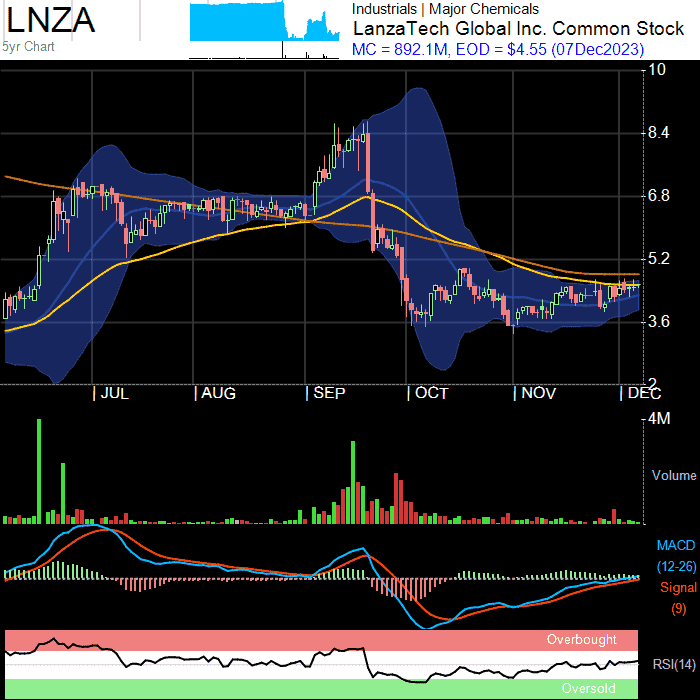 LNZA
5yr Chart
Industrials | Major Chemicals
LanzaTech Global Inc. Common Stock
MC = 892.1M, EOD = $4.55 (07Dec2023)
10
8.4
6.8
5.2
3.6
2
JUL AUG SEP OCT NOV DEC
4M
Volume
MACD
(12-26)
Signal
(9)
Overbought
RSI(14)
Oversold